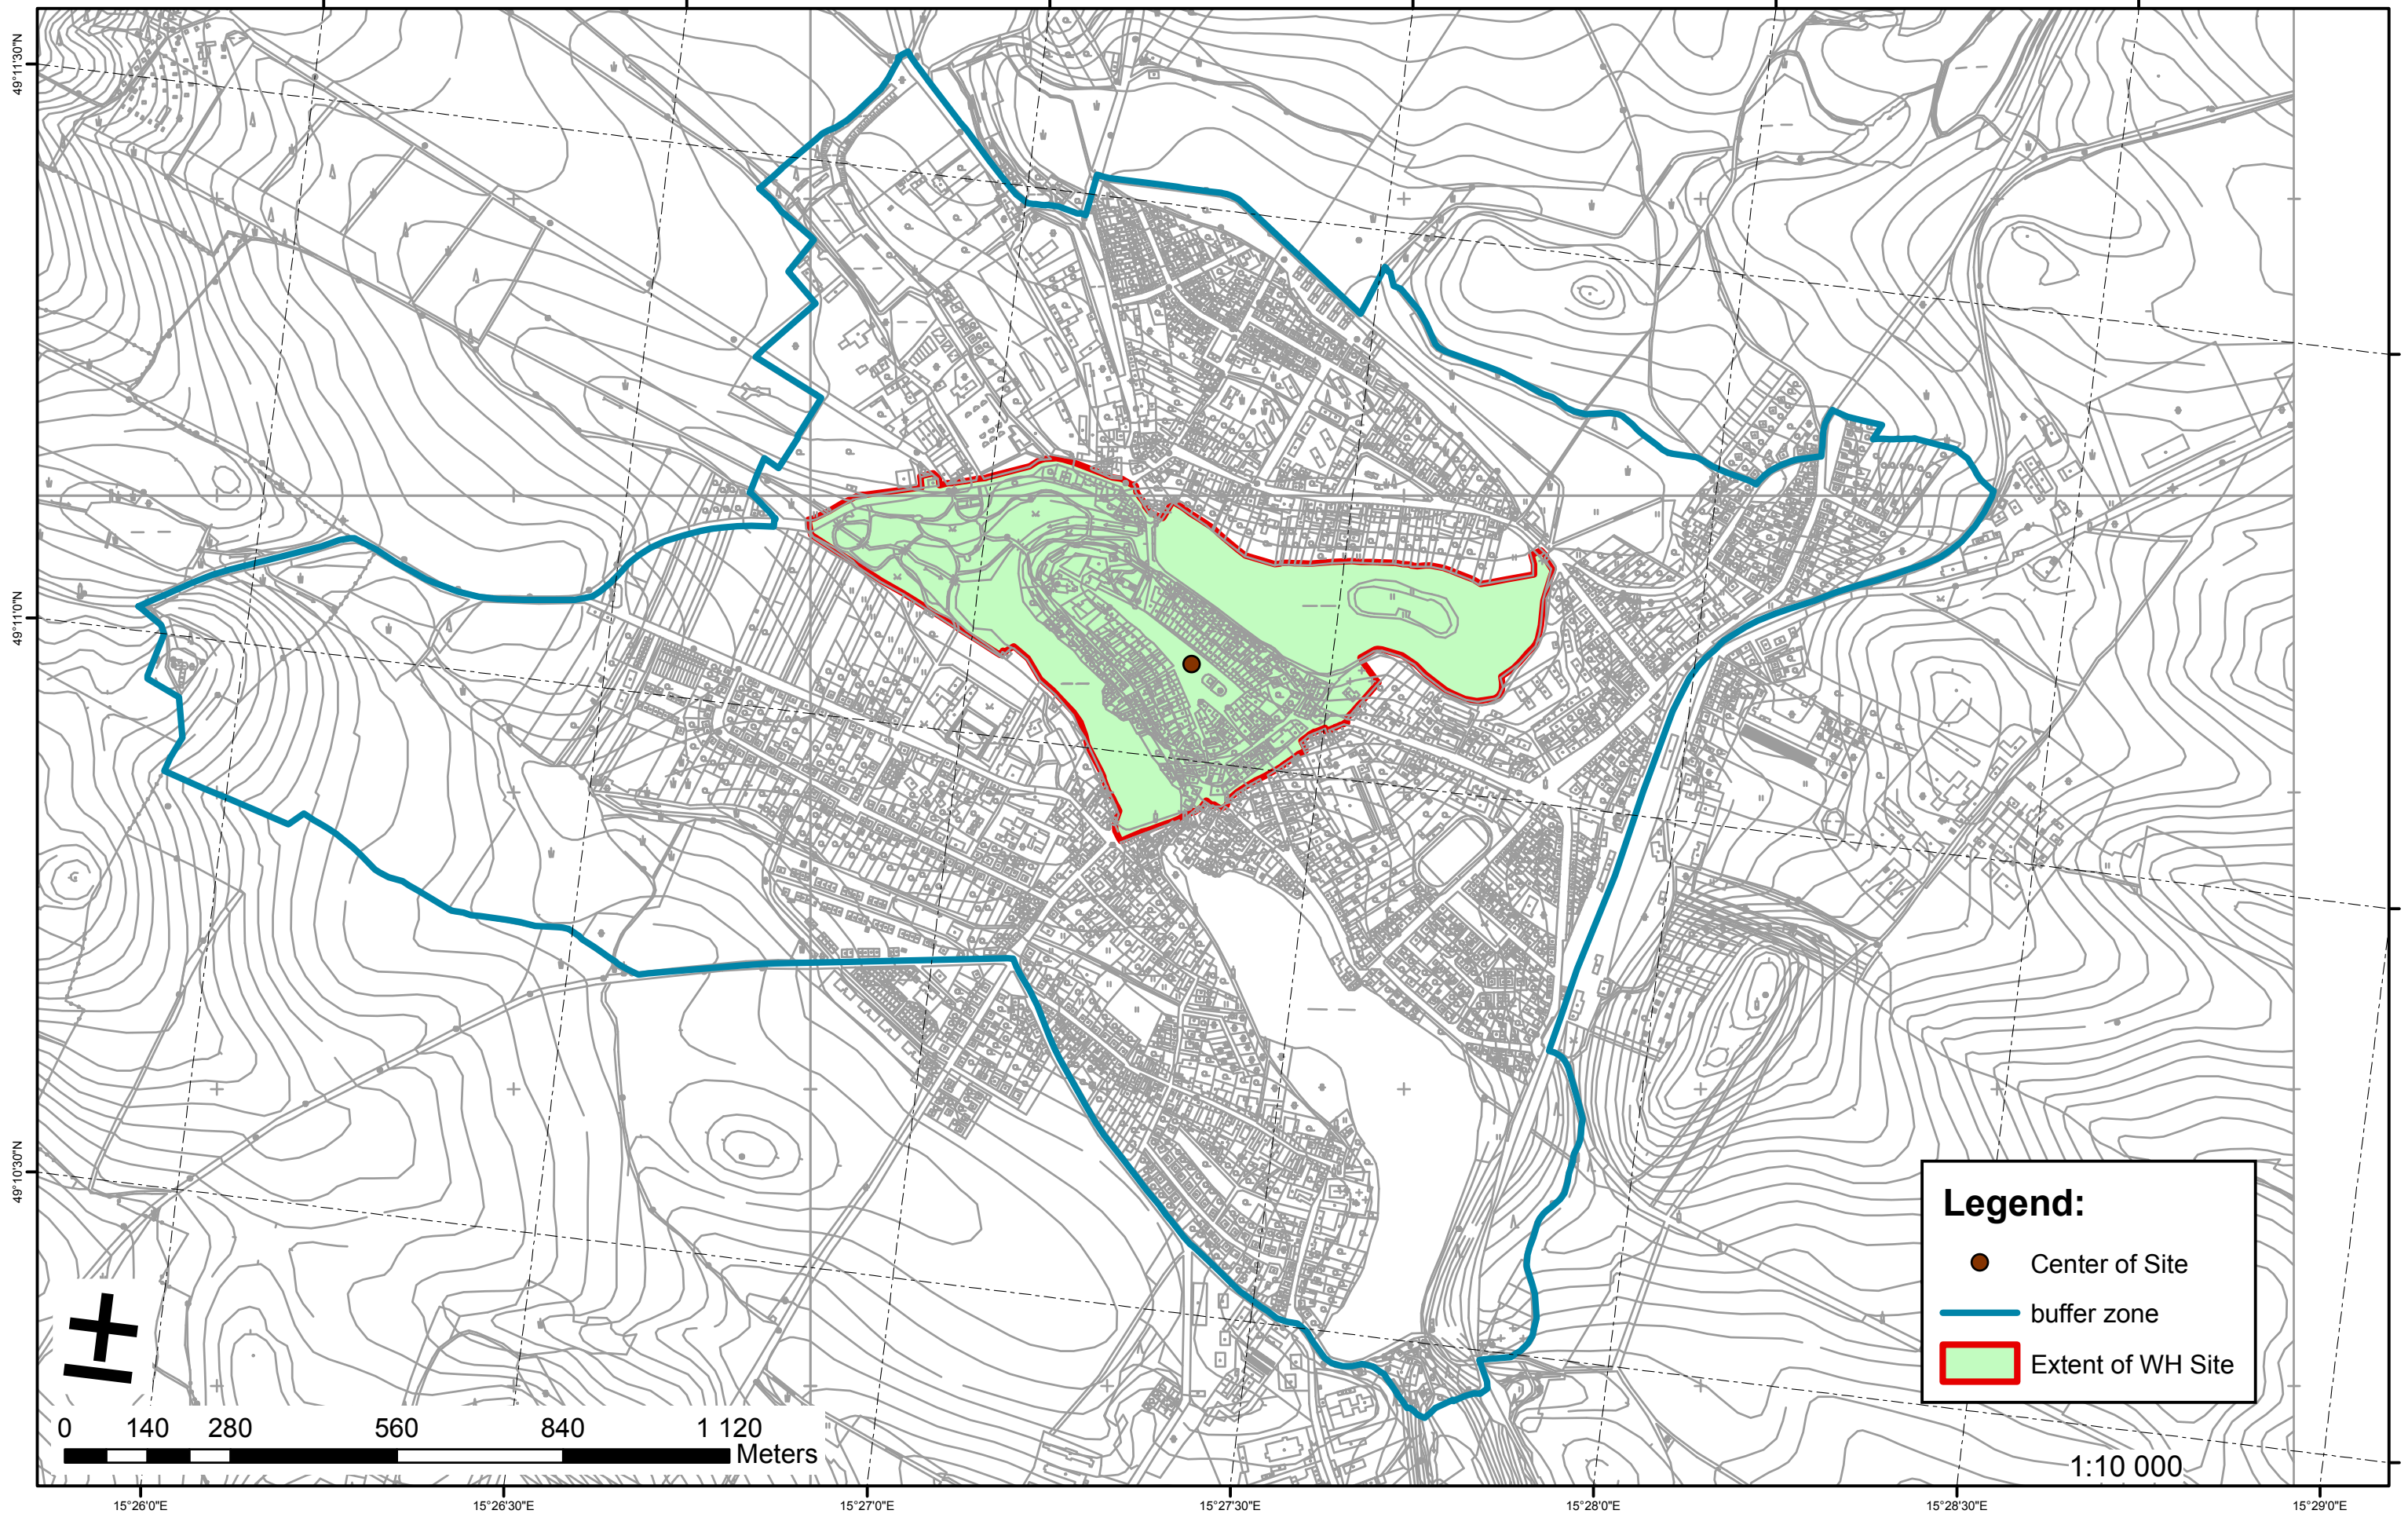 49°11'30"N
49°11'0"N
49°10'30"N
Legend:
Center of Site
buffer zone
Extent of WH Site
0 140 280 560 840 1 120
Meters
1:10 000
15°26'0"E 15°26'30"E 15°27'0"E 15°27'30"E 15°28'0"E 15°28'30"E 15°29'0"E